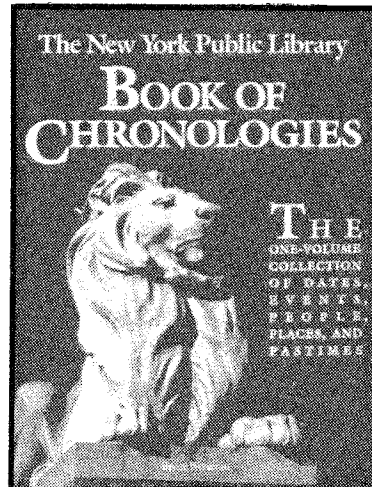 The New York Public Library
BOOK OF
CHRONOLOGIES
THE
ONE-VOLUME
COLLECTION
OF DATES,
EVENTS,
PEOPLE,
PLACES, AND
PASTIMES